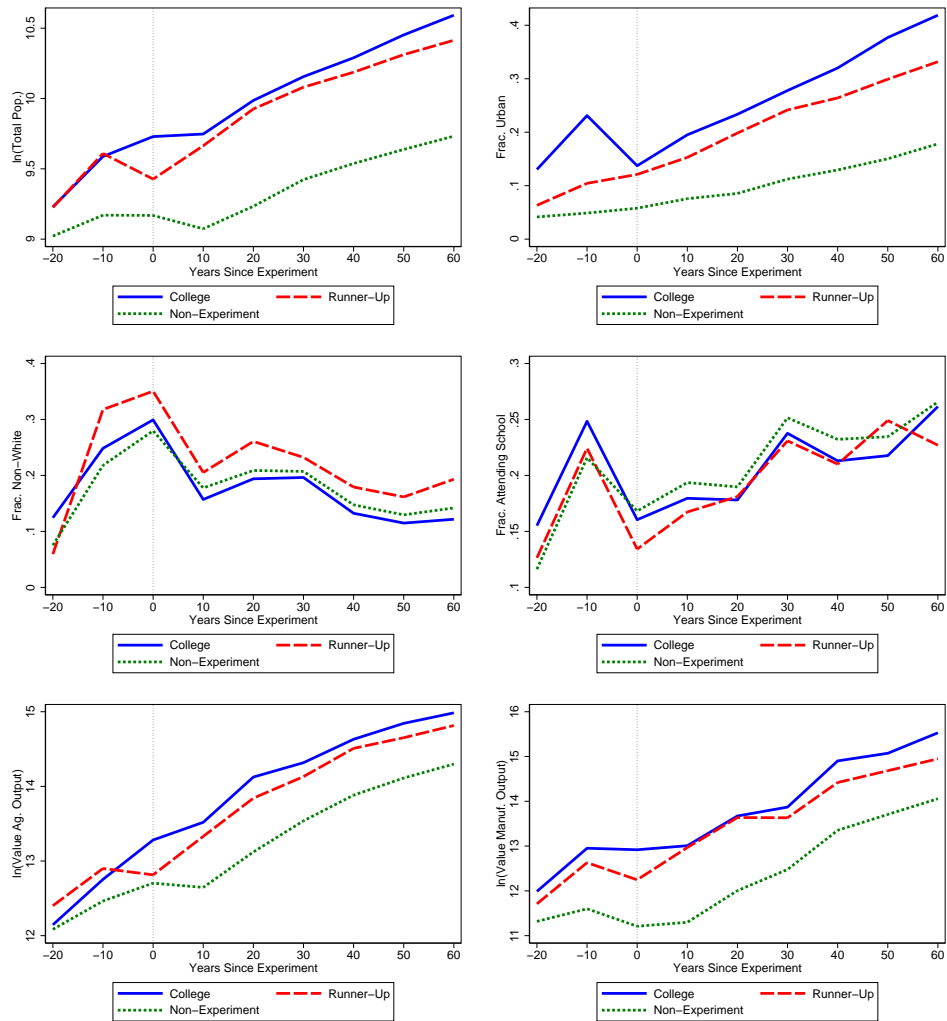 ln(Total Pop.)
9 9.5 10 10.5
−20 −10 0 10 20 30 40 50 60
Years Since Experiment
College Runner−Up
Non−Experiment
Frac. Urban
0 .1 .2 .3 .4
−20 −10 0 10 20 30 40 50 60
Years Since Experiment
College Runner−Up
Non−Experiment
Frac. Non−White
0 .1 .2 .3 .4
−20 −10 0 10 20 30 40 50 60
Years Since Experiment
College Runner−Up
Non−Experiment
Frac. Attending School
.1 .15 .2 .25 .3
−20 −10 0 10 20 30 40 50 60
Years Since Experiment
College Runner−Up
Non−Experiment
ln(Value Ag. Output)
12 13 14 15
−20 −10 0 10 20 30 40 50 60
Years Since Experiment
College Runner−Up
Non−Experiment
ln(Value Manuf. Output)
11 12 13 14 15 16
−20 −10 0 10 20 30 40 50 60
Years Since Experiment
College Runner−Up
Non−Experiment